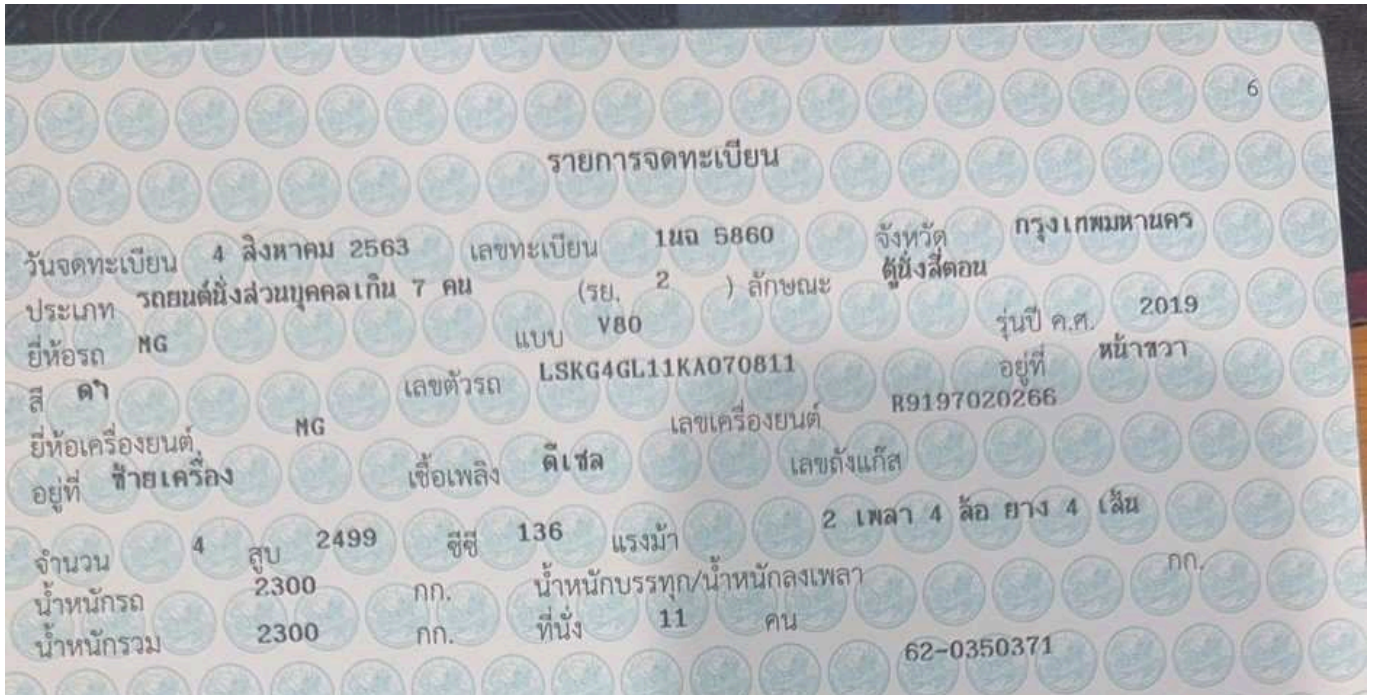 6
รายการจดทะเบียน
วันจดทะเบียน 4 สิงหาคม 2563 เลขทะเบียน 1นฉ 5860 จังหวัด กรุงเทพมหานคร
ประเภท รถยนต์นั่งส่วนบุคคลเกิน 7 คน (รย. 2 ) ลักษณะ ตู้นั่งสี่ตอน
ยี่ห้อรถ MG แบบ V80 รุ่นปี ค.ศ. 2019
สี ดำ เลขตัวรถ LSKG4GL11KA070811 อยู่ที่ หน้าขวา
ยี่ห้อเครื่องยนต์ MG เลขเครื่องยนต์ R9197020266
อยู่ที่ ซ้ายเครื่อง เชื้อเพลิง ดีเซล เลขถังแก๊ส
จำนวน 4 สูบ 2499 ซีซี 136 แรงม้า 2 เพลา 4 ล้อ ยาง 4 เส้น
น้ำหนักรถ 2300 กก. น้ำหนักบรรทุก/น้ำหนักลงเพลา กก.
น้ำหนักรวม 2300 กก. ที่นั่ง 11 คน
62-0350371